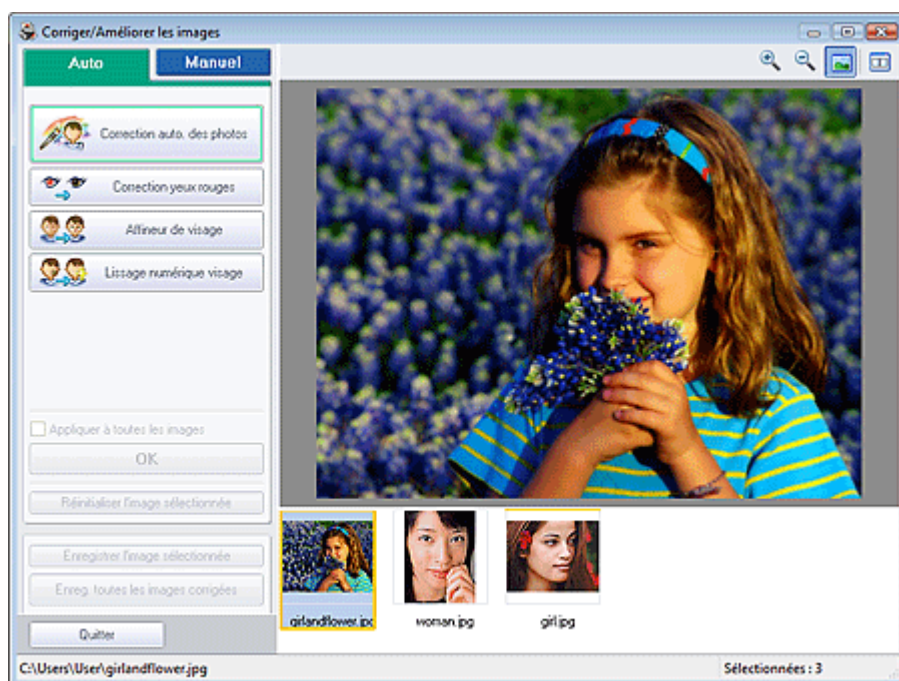 Corriger/Améliorer les images
Auto
Manuel
Correction auto. des photos
Correction yeux rouges
Affineur de visage
Lissage numérique visage
Appliquer à toutes les images
OK
Réinitialiser l'image sélectionnée
Enregistrer l'image sélectionnée
Enreg. toutes les images corrigées
Quitter
girlandflower.jpg
woman.jpg
girl.jpg
C:\Users\User\girlandflower.jpg
Sélectionnées : 3